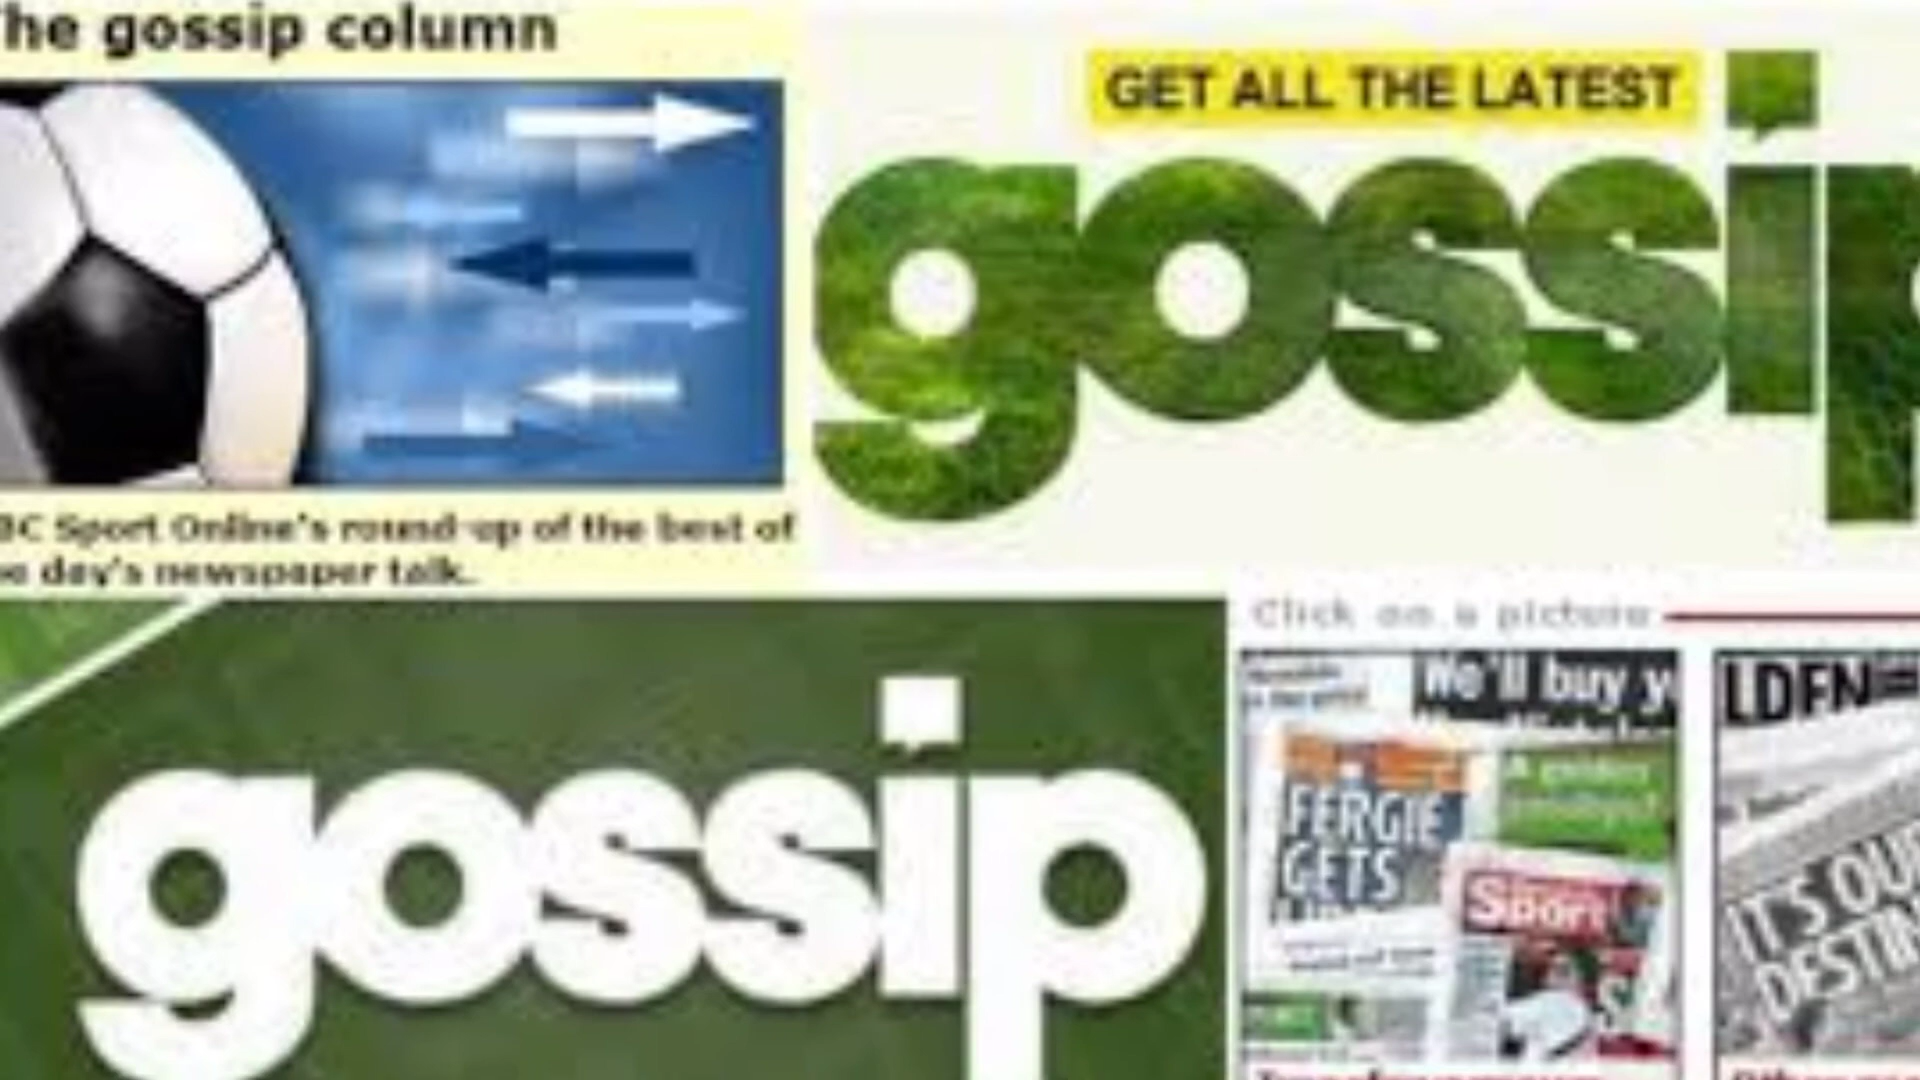 he gossip column
BC Sport Online's round-up of the best of
e day's newspaper talk.
GET ALL THE LATEST
gossip
gossip
Click on a picture
We'll buy y
FERGIE
GETS
Sport
LDEN
IT'S OU
DESTIN